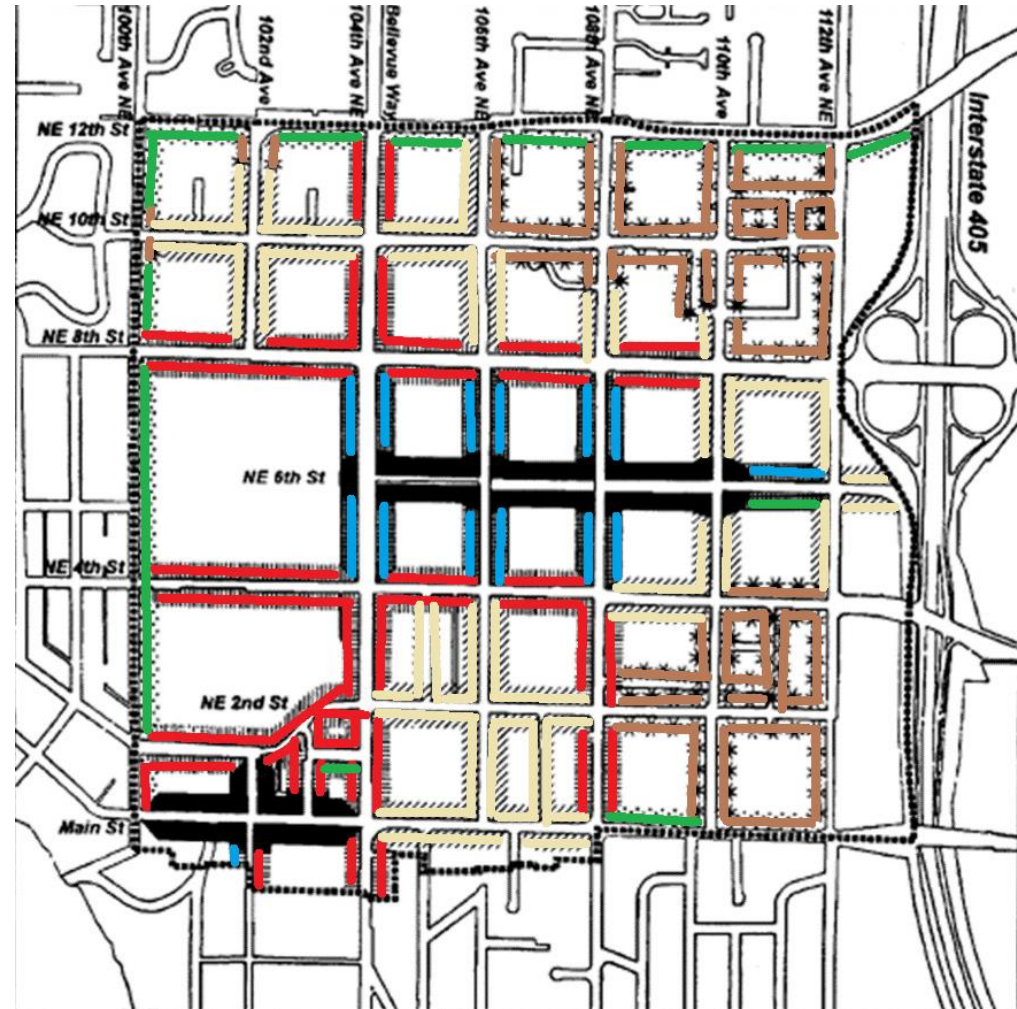 100th Ave NE
102nd Ave
104th Ave NE
Bellevue Way
106th Ave NE
108th Ave NE
110th Ave
112th Ave NE
NE 12th St
Interstate 405
NE 10th St
NE 8th St
NE 6th St
NE 4th St
NE 2nd St
Main St